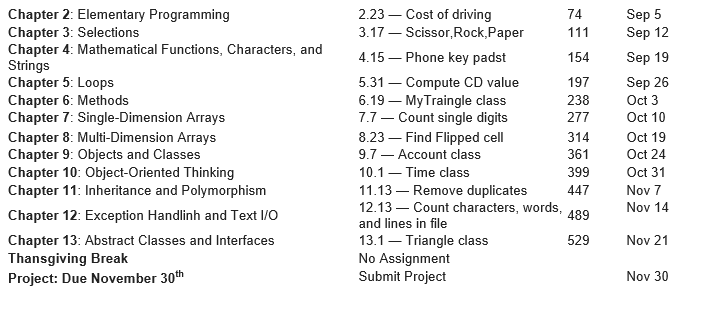 Chapter 2: Elementary Programming 2.23 — Cost of driving 74 Sep 5
Chapter 3: Selections 3.17 — Scissor,Rock,Paper 111 Sep 12
Chapter 4: Mathematical Functions, Characters, and
Strings 4.15 — Phone key padst 154 Sep 19
Chapter 5: Loops 5.31 — Compute CD value 197 Sep 26
Chapter 6: Methods 6.19 — MyTraingle class 238 Oct 3
Chapter 7: Single-Dimension Arrays 7.7 — Count single digits 277 Oct 10
Chapter 8: Multi-Dimension Arrays 8.23 — Find Flipped cell 314 Oct 19
Chapter 9: Objects and Classes 9.7 — Account class 361 Oct 24
Chapter 10: Object-Oriented Thinking 10.1 — Time class 399 Oct 31
Chapter 11: Inheritance and Polymorphism 11.13 — Remove duplicates 447 Nov 7
Chapter 12: Exception Handlinh and Text I/O 12.13 — Count characters, words,
and lines in file 489 Nov 14
Chapter 13: Abstract Classes and Interfaces 13.1 — Triangle class 529 Nov 21
Thansgiving Break No Assignment
Project: Due November 30th Submit Project Nov 30